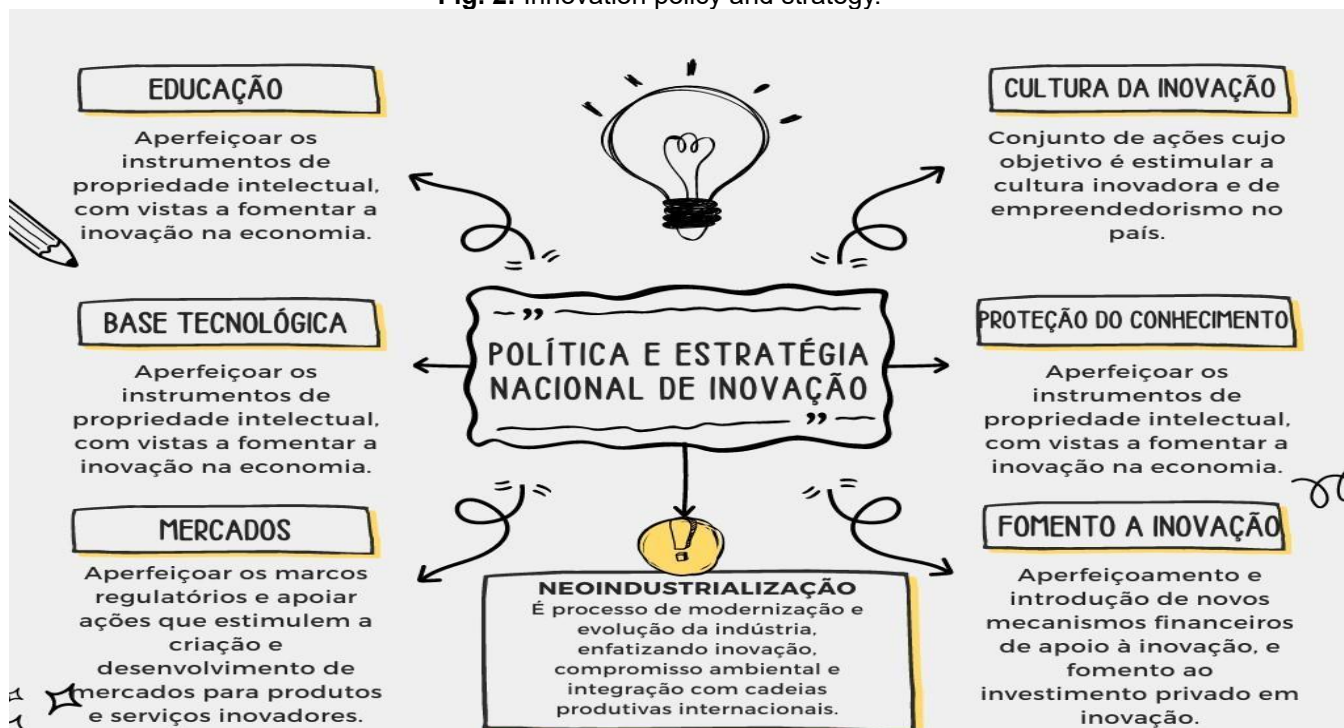 Fig. 2. Innovation policy and strategy.
EDUCAÇÃO
Aperfeiçoar os
instrumentos de
propriedade intelectual,
com vistas a fomentar a
inovação na economia.
CULTURA DA INOVAÇÃO
Conjunto de ações cujo
objetivo é estimular a
cultura inovadora e de
empreendedorismo no
país.
BASE TECNOLÓGICA
Aperfeiçoar os
instrumentos de
propriedade intelectual,
com vistas a fomentar a
inovação na economia.
POLÍTICA E ESTRATÉGIA
NACIONAL DE INOVAÇÃO
PROTEÇÃO DO CONHECIMENTO
Aperfeiçoar os
instrumentos de
propriedade intelectual,
com vistas a fomentar a
inovação na economia.
MERCADOS
Aperfeiçoar os marcos
regulatórios e apoiar
ações que estimulem a
criação e
desenvolvimento de
mercados para produtos
e serviços inovadores.
NEOINDUSTRIALIZAÇÃO
É processo de modernização e
evolução da indústria,
enfatizando inovação,
compromisso ambiental e
integração com cadeias
produtivas internacionais.
FOMENTO A INOVAÇÃO
Aperfeiçoamento e
introdução de novos
mecanismos financeiros
de apoio à inovação, e
fomento ao
investimento privado em
inovação.